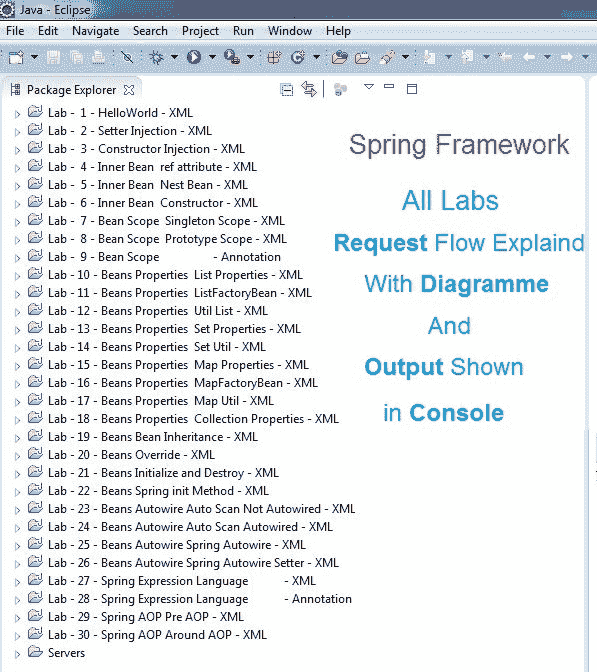 Java - Eclipse
File Edit Navigate Search Project Run Window Help
Package Explorer
Lab - 1 - HelloWorld - XML
Lab - 2 - Setter Injection - XML
Lab - 3 - Constructor Injection - XML
Lab - 4 - Inner Bean ref attribute - XML
Lab - 5 - Inner Bean Nest Bean - XML
Lab - 6 - Inner Bean Constructor - XML
Lab - 7 - Bean Scope Singleton Scope - XML
Lab - 8 - Bean Scope Prototype Scope - XML
Lab - 9 - Bean Scope - Annotation
Lab - 10 - Beans Properties List Properties - XML
Lab - 11 - Beans Properties ListFactoryBean - XML
Lab - 12 - Beans Properties Util List - XML
Lab - 13 - Beans Properties Set Properties - XML
Lab - 14 - Beans Properties Set Util - XML
Lab - 15 - Beans Properties Map Properties - XML
Lab - 16 - Beans Properties MapFactoryBean - XML
Lab - 17 - Beans Properties Map Util - XML
Lab - 18 - Beans Properties Collection Properties - XML
Lab - 19 - Beans Bean Inheritance - XML
Lab - 20 - Beans Override - XML
Lab - 21 - Beans Initialize and Destroy - XML
Lab - 22 - Beans Spring init Method - XML
Lab - 23 - Beans Autowire Auto Scan Not Autowired - XML
Lab - 24 - Beans Autowire Auto Scan Autowired - XML
Lab - 25 - Beans Autowire Spring Autowire - XML
Lab - 26 - Beans Autowire Spring Autowire Setter - XML
Lab - 27 - Spring Expression Language - XML
Lab - 28 - Spring Expression Language - Annotation
Lab - 29 - Spring AOP Pre AOP - XML
Lab - 30 - Spring AOP Around AOP - XML
Servers
Spring Framework
All Labs
Request Flow Explaind
With Diagramme
And
Output Shown
in Console